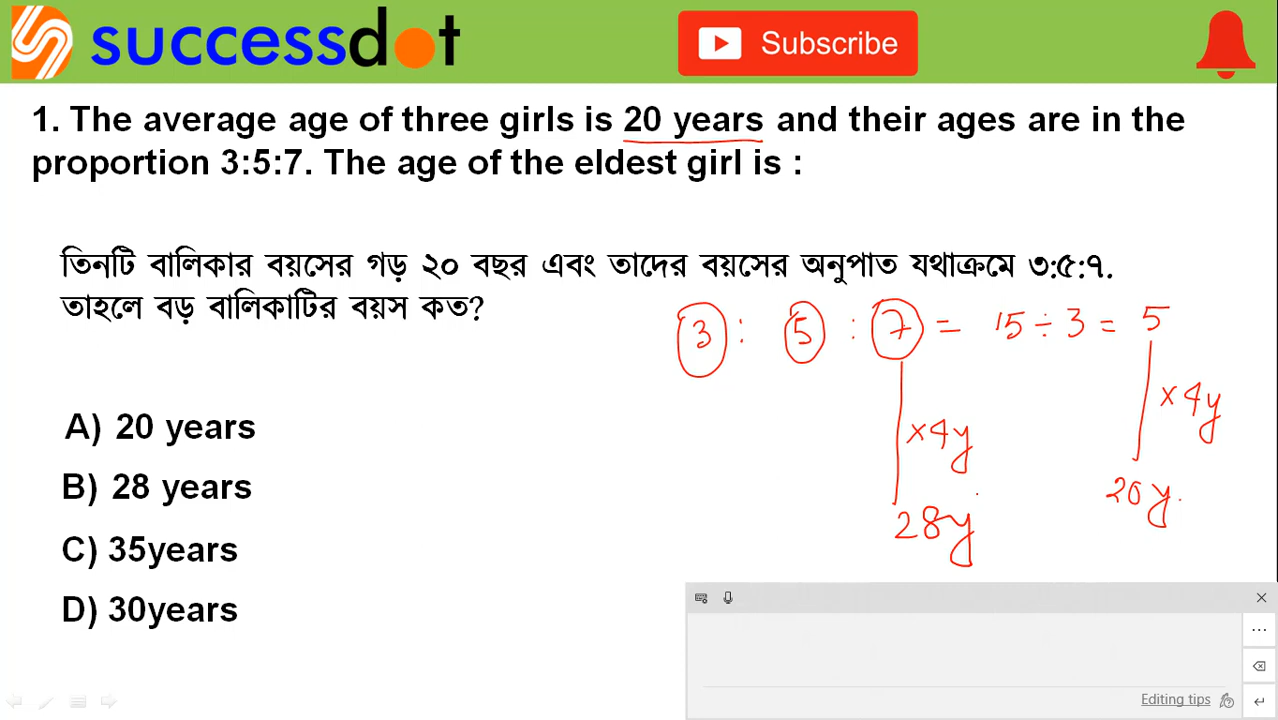 successdot
Subscribe
1. The average age of three girls is 20 years and their ages are in the
proportion 3:5:7. The age of the eldest girl is :
তিনটি বালিকার বয়সের গড় ২০ বছর এবং তাদের বয়সের অনুপাত যথাক্রমে ৩:৫:৭.
তাহলে বড় বালিকাটির বয়স কত?
3 : 5 : 7 = 15 ÷ 3 = 5
×4y
×4y
28y
20y.
A) 20 years
B) 28 years
C) 35years
D) 30years
Editing tips